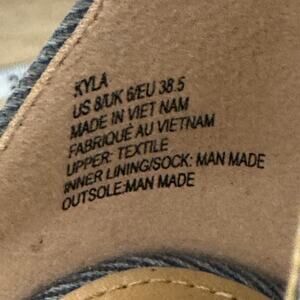 KYLA
US 8/UK 6/EU 38.5
MADE IN VIET NAM
FABRIQUÉ AU VIETNAM
UPPER: TEXTILE
INNER LINING/SOCK: MAN MADE
OUTSOLE:MAN MADE